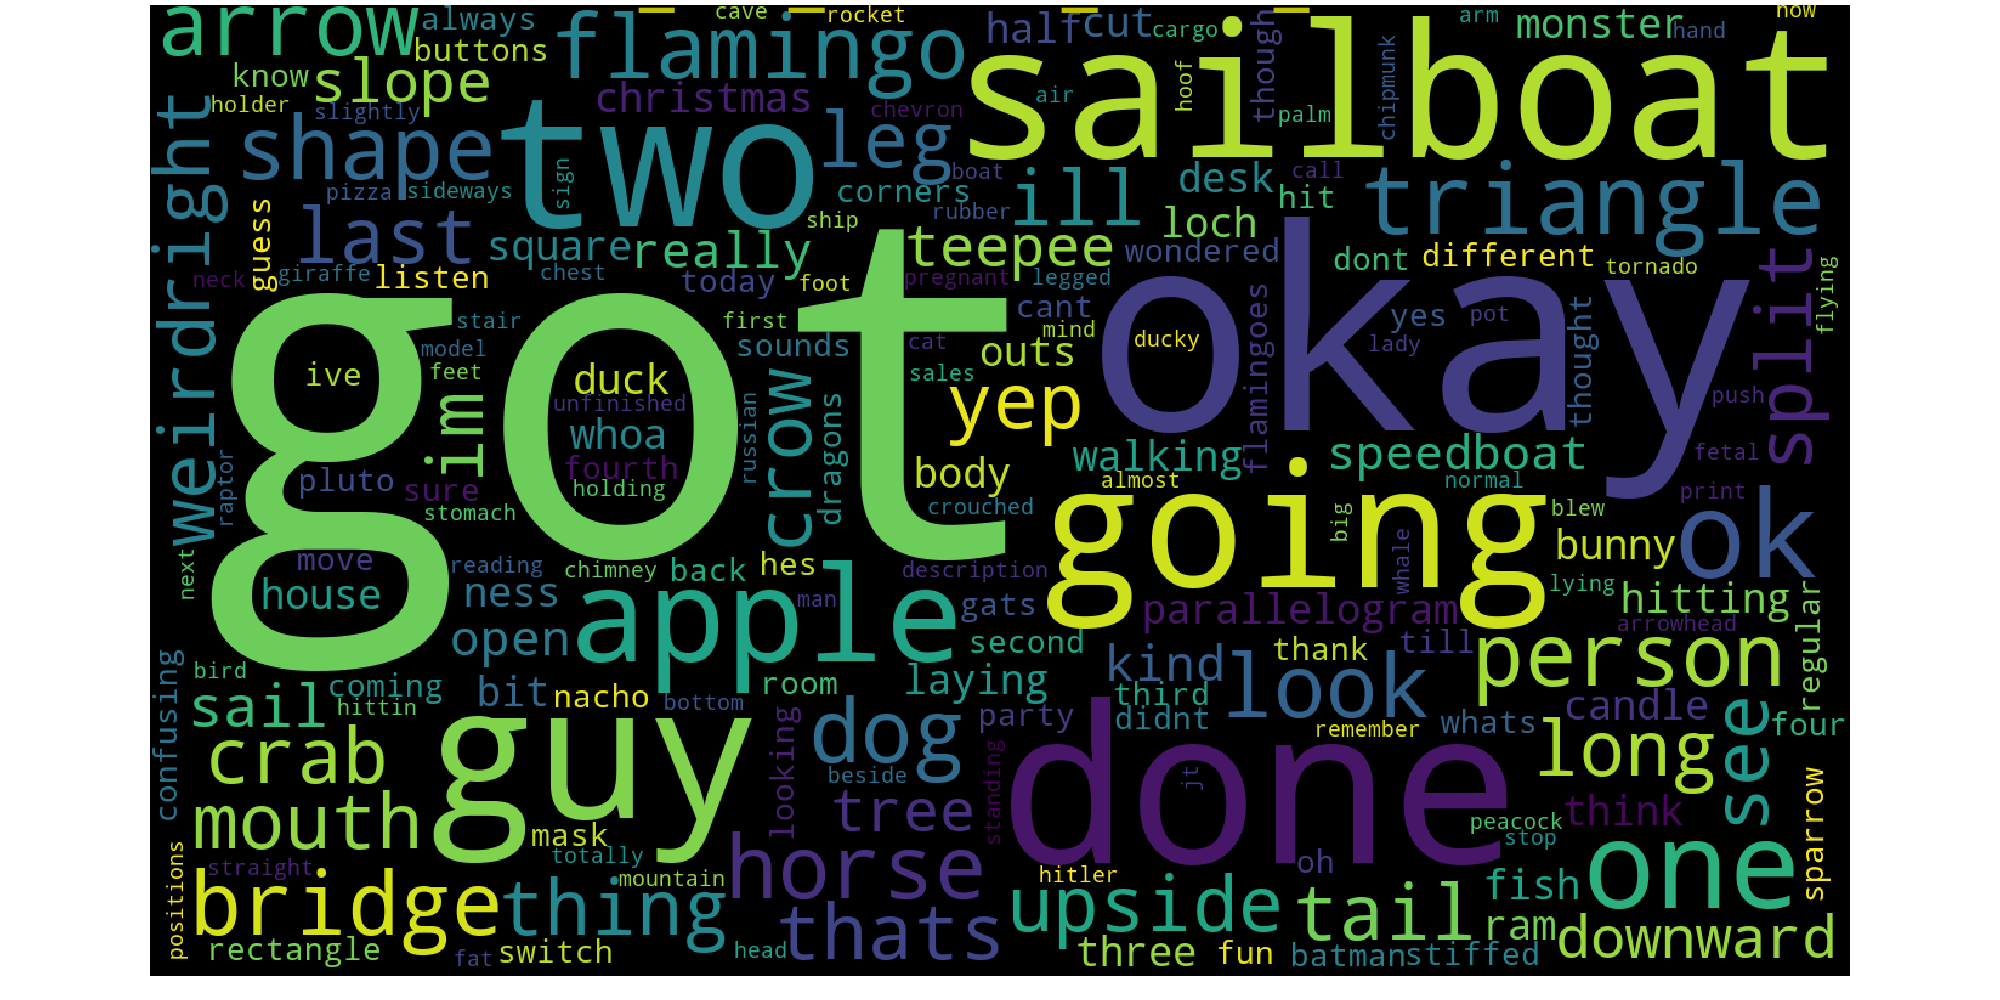 arrow always cave rocket half cut cargo arm monster how
know buttons flamingo sailboat hand
holder slope christmas chevron air hoof though palm chipmunk
slightly shape two leg boat call
weirdright pizza sideways sign corners ill desk hit triangle
last square really ship rubber teepee loch wondered dont different tornado split
guess neck giraffe listen chest today foot pregnant legged flying
got stair first cant flamingoes okay yes pot thought
ive model feet duck sounds cat outs mind ducky lady
im unfinished crow sales yep push
raptor whoa russian dragons body walking speedboat fetal
pluto sure fourth holding almost going normal print ok
stomach crouched big blew
next move reading chimney back hes description whale bunny
house ness apple man gats parallelogram lying hitting
open second till arrowhead rregular
confusing bird room laying kind thank person
sail coming hittin bit nacho bottom third look candle see
crab guy looking dog party didnt done remember whats long four
beside standing jt
mouth mask tree peacock think sparrow
positions straight totally mountain horse hitler oh stop one
bridge thing upside tail fish
rectangle fat switch head thats three fun batman stiffed ram downward